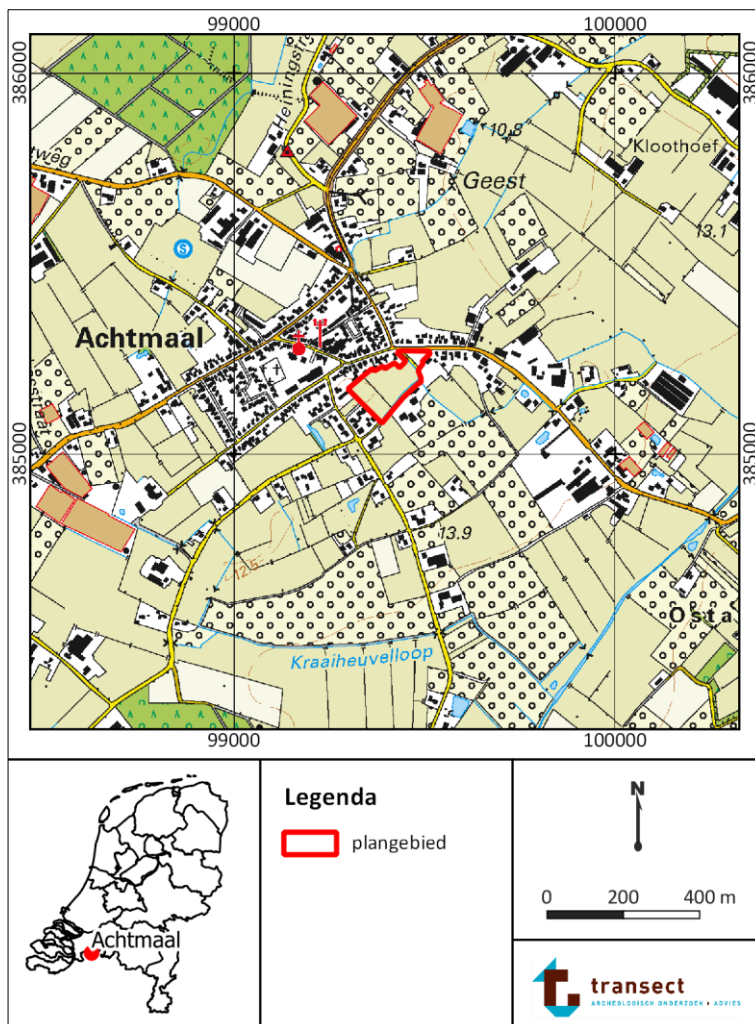 99000 100000
386000 386000
Heiningstr
10.8
Kloothoef
Geest
13.1
S
Achtmaal
385000 385000
13.9
12.5
Osta
Kraaiheuvelloop
99000 100000
Legenda
plangebied
N
0 200 400 m
Achtmaal
transect
ARCHEOLOGISCH ONDERZOEK ▸ ADVIES